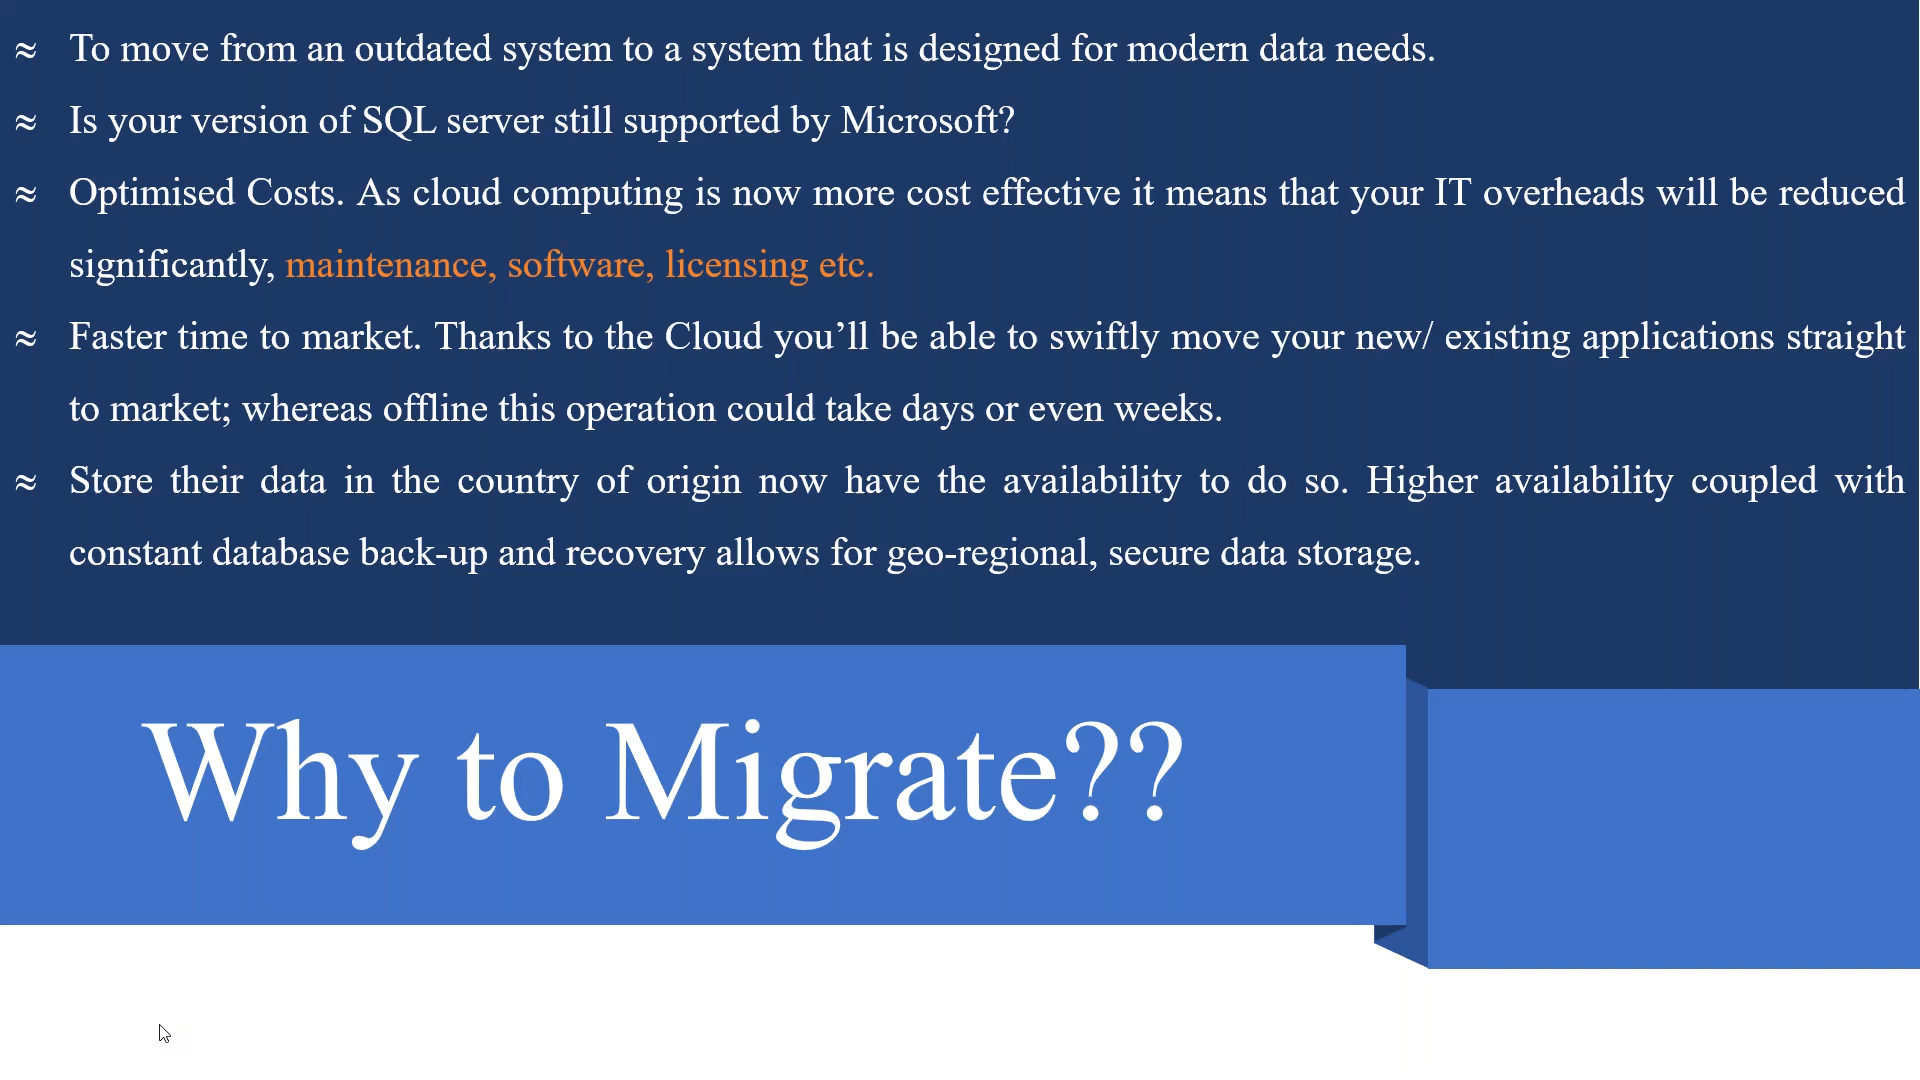 ≈ To move from an outdated system to a system that is designed for modern data needs.
≈ Is your version of SQL server still supported by Microsoft?
≈ Optimised Costs. As cloud computing is now more cost effective it means that your IT overheads will be reduced
significantly, maintenance, software, licensing etc.
≈ Faster time to market. Thanks to the Cloud you’ll be able to swiftly move your new/ existing applications straight
to market; whereas offline this operation could take days or even weeks.
≈ Store their data in the country of origin now have the availability to do so. Higher availability coupled with
constant database back-up and recovery allows for geo-regional, secure data storage.
Why to Migrate??